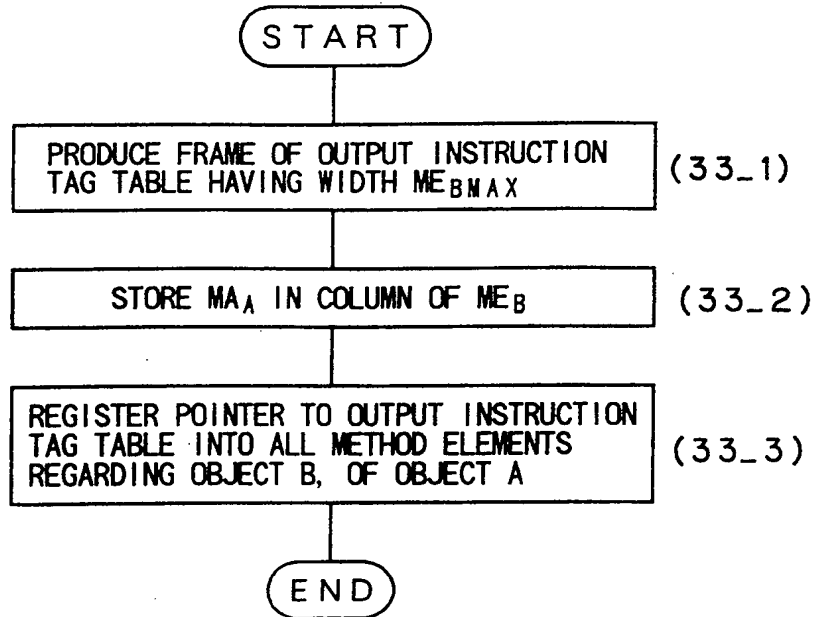 START
PRODUCE FRAME OF OUTPUT INSTRUCTION
TAG TABLE HAVING WIDTH ME_BMAX
(33_1)
STORE MA_A IN COLUMN OF ME_B
(33_2)
REGISTER POINTER TO OUTPUT INSTRUCTION
TAG TABLE INTO ALL METHOD ELEMENTS
REGARDING OBJECT B, OF OBJECT A
(33_3)
END